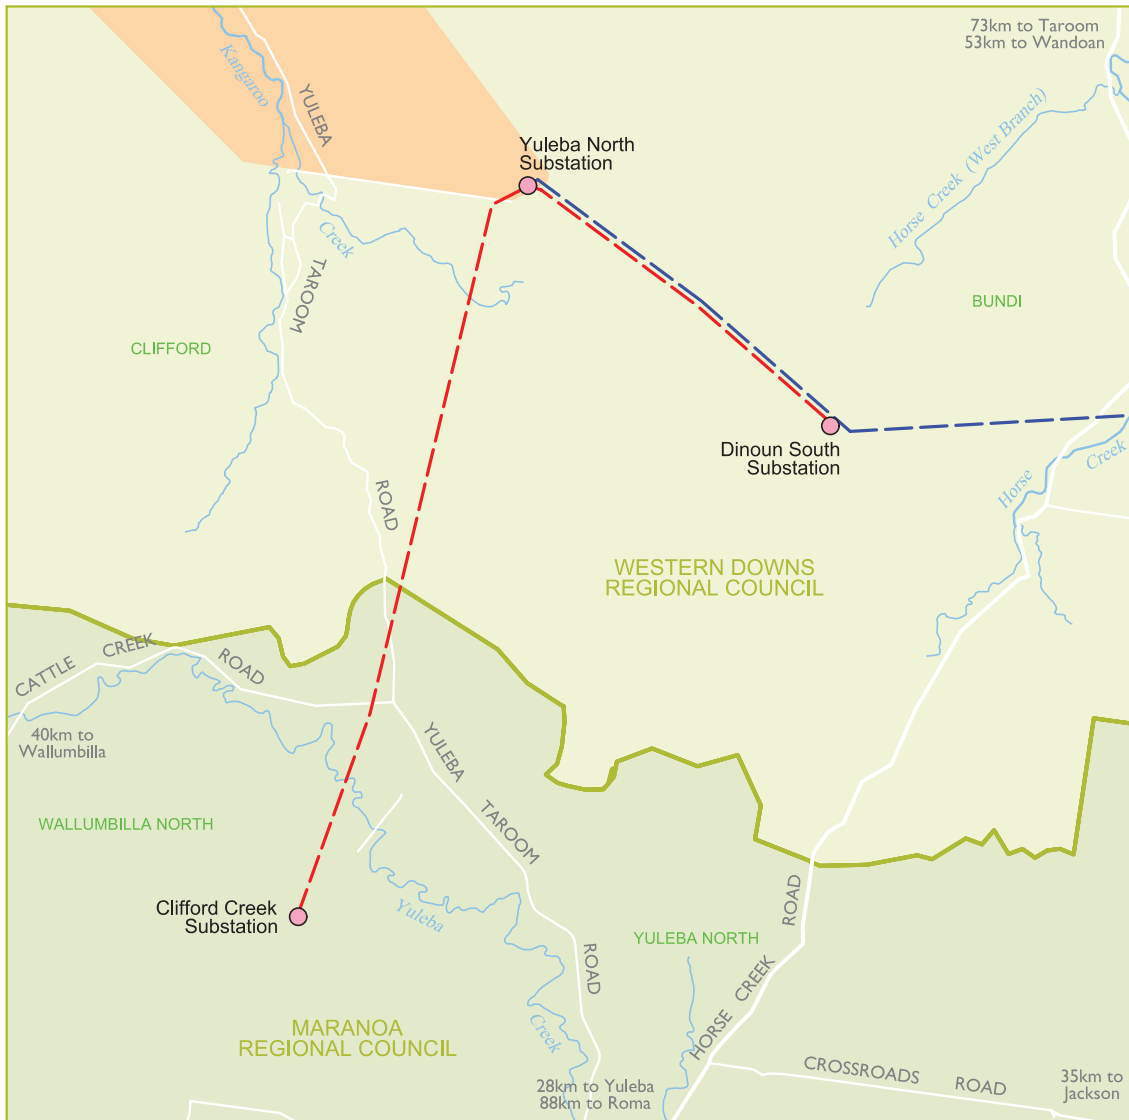 73km to Taroom
53km to Wandoan
Kangaroo
YULEBA
Yuleba North
Substation
Horse Creek (West Branch)
Creek
TAROOM
BUNDI
CLIFFORD
Dinoun South
Substation
Creek
Horse
ROAD
WESTERN DOWNS
REGIONAL COUNCIL
CATTLE CREEK ROAD
40km to
Wallumbilla
YULEBA
TAROOM
WALLUMBILLA NORTH
Clifford Creek
Substation
Yuleba
ROAD
YULEBA NORTH
ROAD
HORSE CREEK
MARANOA
REGIONAL COUNCIL
Creek
28km to Yuleba
88km to Roma
CROSSROADS ROAD
35km to
Jackson